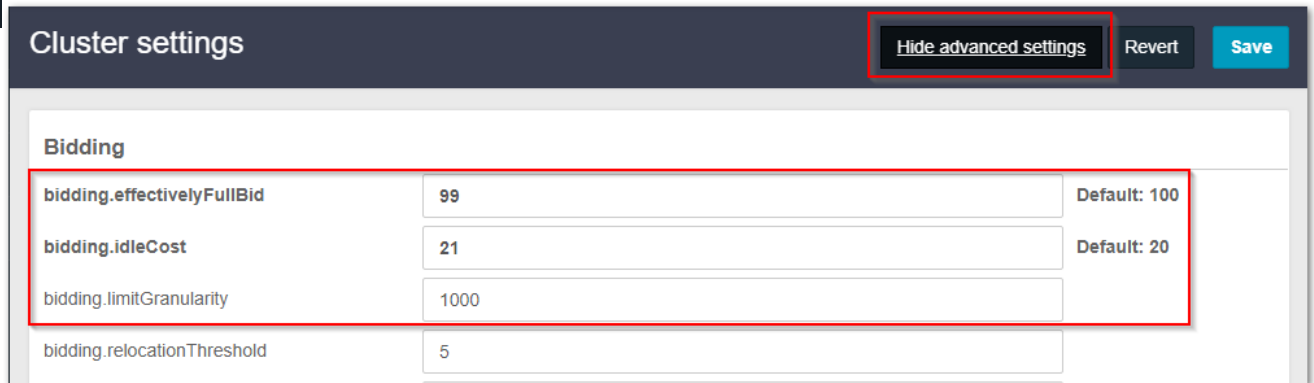 Cluster settings
Hide advanced settings
Revert
Save
Bidding
bidding.effectivelyFullBid 99 Default: 100
bidding.idleCost 21 Default: 20
bidding.limitGranularity 1000
bidding.relocationThreshold 5